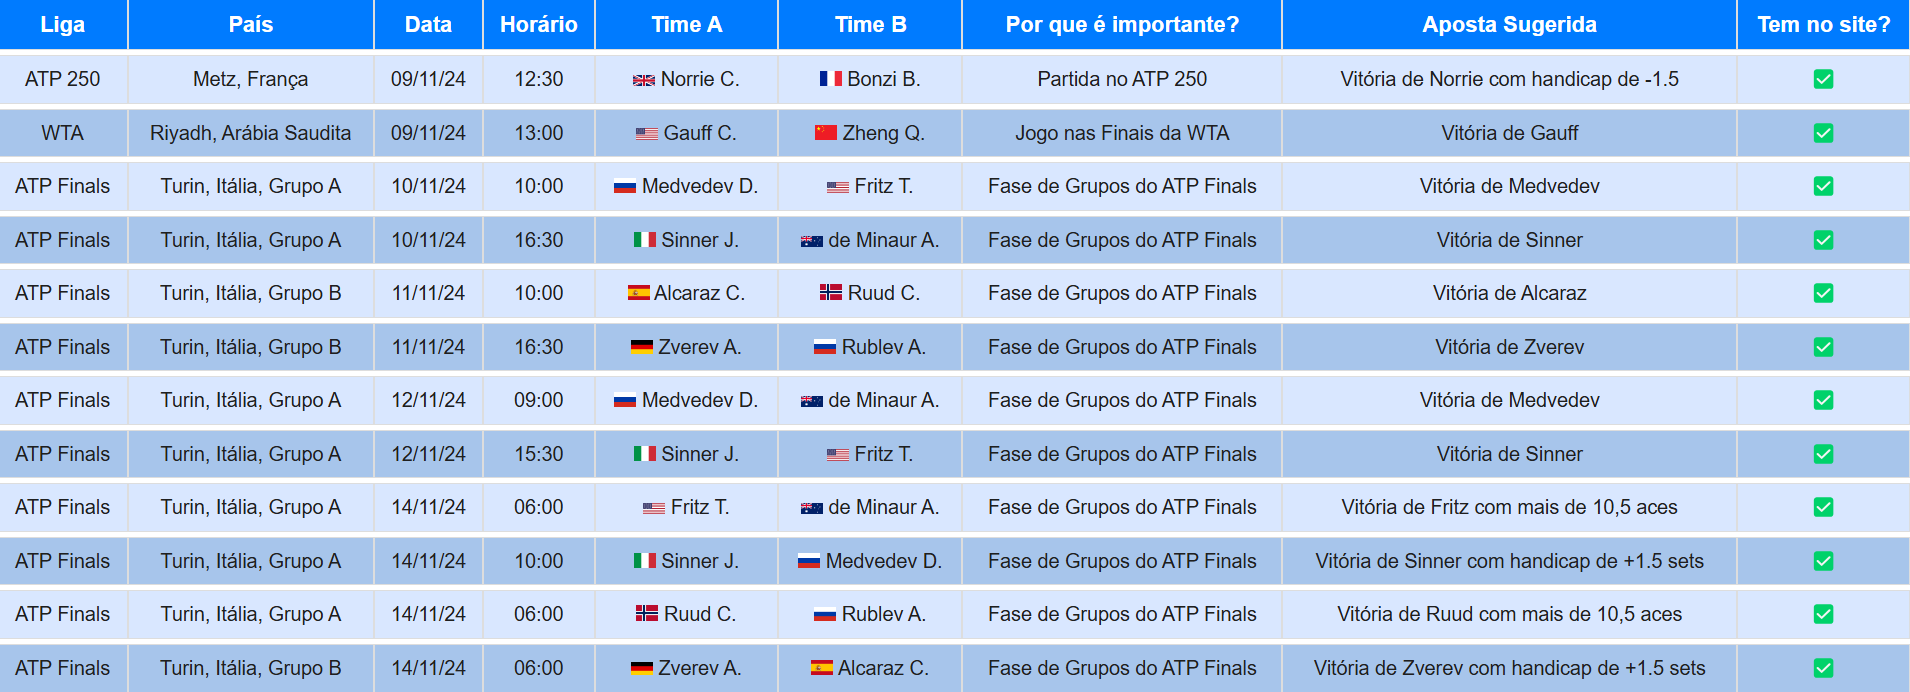 Liga País Data Horário Time A Time B Por que é importante? Aposta Sugerida Tem no site?
ATP 250 Metz, França 09/11/24 12:30 Norrie C. Bonzi B. Partida no ATP 250 Vitória de Norrie com handicap de -1.5
WTA Riyadh, Arábia Saudita 09/11/24 13:00 Gauff C. Zheng Q. Jogo nas Finais da WTA Vitória de Gauff
ATP Finals Turin, Itália, Grupo A 10/11/24 10:00 Medvedev D. Fritz T. Fase de Grupos do ATP Finals Vitória de Medvedev
ATP Finals Turin, Itália, Grupo A 10/11/24 16:30 Sinner J. de Minaur A. Fase de Grupos do ATP Finals Vitória de Sinner
ATP Finals Turin, Itália, Grupo B 11/11/24 10:00 Alcaraz C. Ruud C. Fase de Grupos do ATP Finals Vitória de Alcaraz
ATP Finals Turin, Itália, Grupo B 11/11/24 16:30 Zverev A. Rublev A. Fase de Grupos do ATP Finals Vitória de Zverev
ATP Finals Turin, Itália, Grupo A 12/11/24 09:00 Medvedev D. de Minaur A. Fase de Grupos do ATP Finals Vitória de Medvedev
ATP Finals Turin, Itália, Grupo A 12/11/24 15:30 Sinner J. Fritz T. Fase de Grupos do ATP Finals Vitória de Sinner
ATP Finals Turin, Itália, Grupo A 14/11/24 06:00 Fritz T. de Minaur A. Fase de Grupos do ATP Finals Vitória de Fritz com mais de 10,5 aces
ATP Finals Turin, Itália, Grupo A 14/11/24 10:00 Sinner J. Medvedev D. Fase de Grupos do ATP Finals Vitória de Sinner com handicap de +1.5 sets
ATP Finals Turin, Itália, Grupo A 14/11/24 06:00 Ruud C. Rublev A. Fase de Grupos do ATP Finals Vitória de Ruud com mais de 10,5 aces
ATP Finals Turin, Itália, Grupo B 14/11/24 06:00 Zverev A. Alcaraz C. Fase de Grupos do ATP Finals Vitória de Zverev com handicap de +1.5 sets